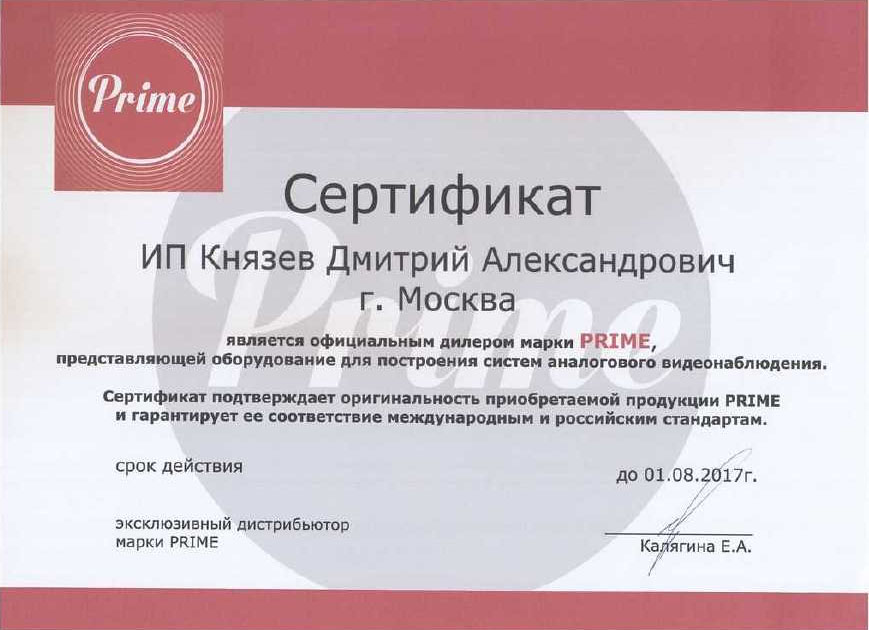 Prime
Сертификат
ИП Князев Дмитрий Александрович
г. Москва
является официальным дилером марки PRIME,
представляющей оборудование для построения систем аналогового видеонаблюдения.
Сертификат подтверждает оригинальность приобретаемой продукции PRIME
и гарантирует ее соответствие международным и российским стандартам.
срок действия
до 01.08.2017г.
эксклюзивный дистрибьютор
марки PRIME
Калягина Е.А.
Prime